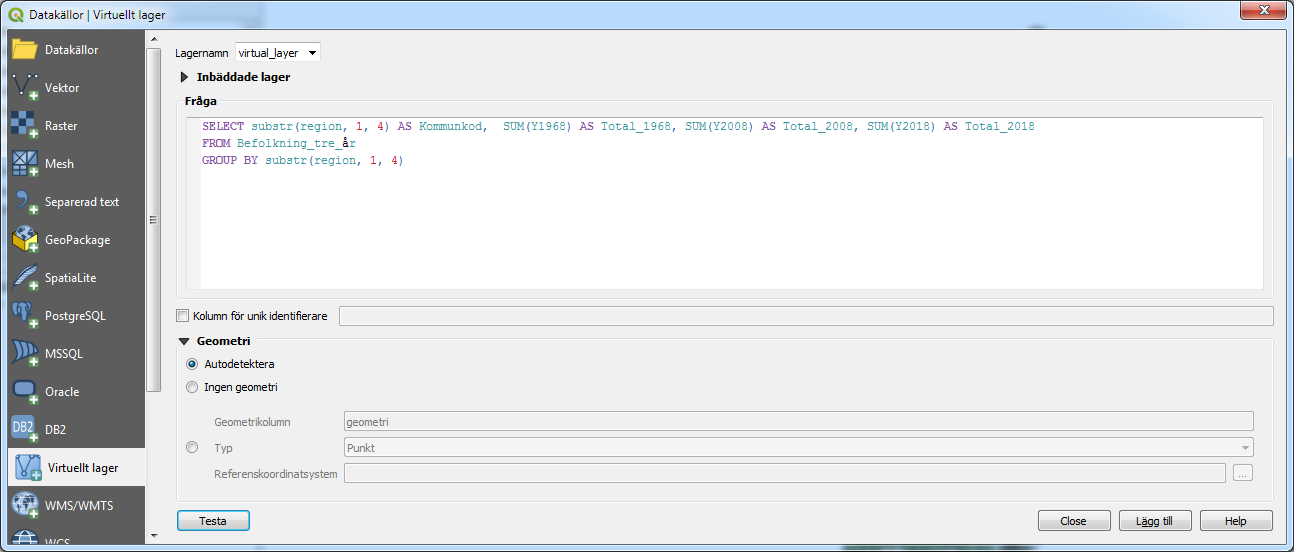 Datakällor | Virtuellt lager
Datakällor
Vektor
Raster
Mesh
Separerad text
GeoPackage
SpatiaLite
PostgreSQL
MSSQL
Oracle
DB2
DB2
Virtuellt lager
WMS/WMTS
WCS
Lagernamn virtual_layer
Inbäddade lager
Fråga
SELECT substr(region, 1, 4) AS Kommunkod,  SUM(Y1968) AS Total_1968, SUM(Y2008) AS Total_2008, SUM(Y2018) AS Total_2018
FROM Befolkning_tre_år
GROUP BY substr(region, 1, 4)
Kolumn för unik identifierare
Geometri
Autodetektera
Ingen geometri
Geometrikolumn geometri
Typ Punkt
Referenskoordinatsystem ...
Testa Close Lägg till Help